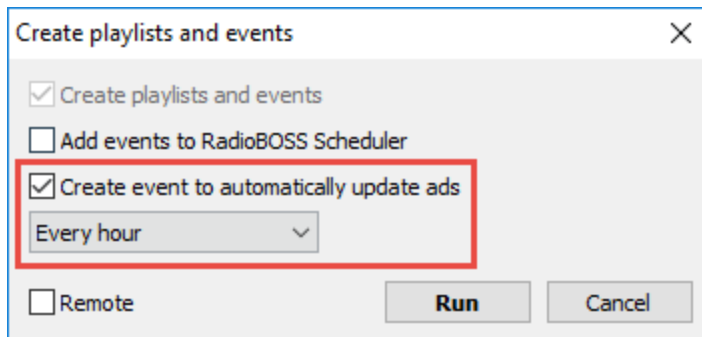 Create playlists and events
Create playlists and events
Add events to RadioBOSS Scheduler
Create event to automatically update ads
Every hour
Remote
Run
Cancel